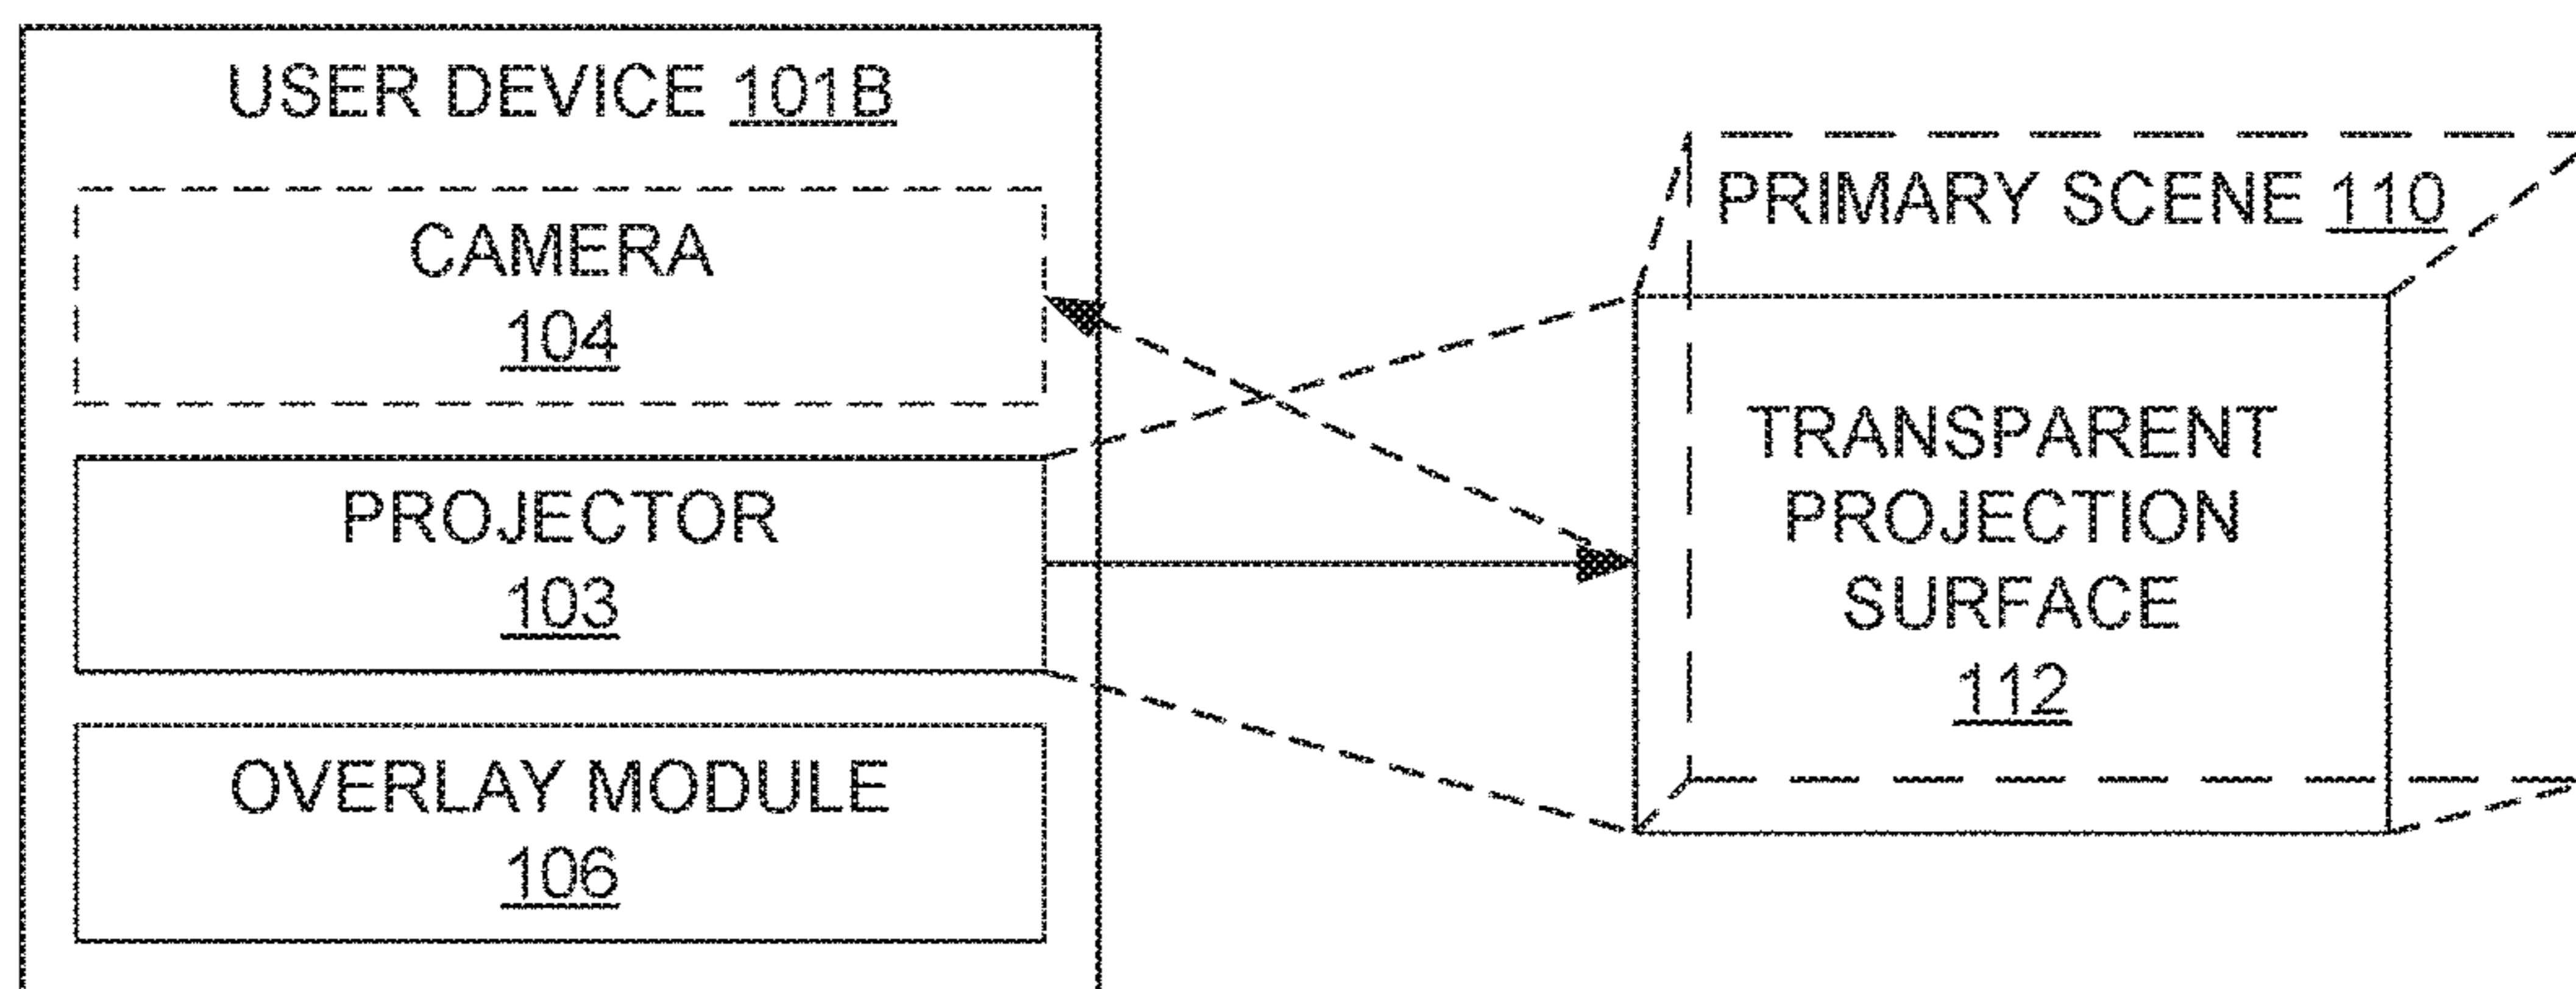 USER DEVICE 101B
CAMERA
104
PROJECTOR
103
OVERLAY MODULE
106
PRIMARY SCENE 110
TRANSPARENT
PROJECTION
SURFACE
112